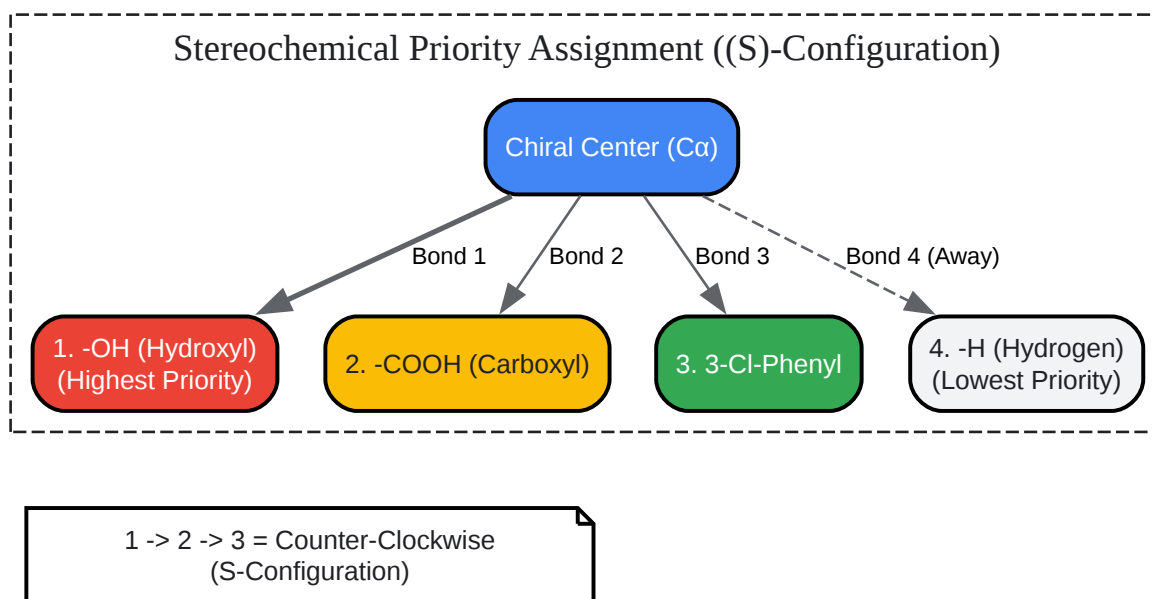 Stereochemical Priority Assignment ((S)-Configuration)
Chiral Center (Cα)
Bond 1
Bond 2
Bond 3
Bond 4 (Away)
1. -OH (Hydroxyl)
(Highest Priority)
2. -COOH (Carboxyl)
3. 3-Cl-Phenyl
4. -H (Hydrogen)
(Lowest Priority)
1 -> 2 -> 3 = Counter-Clockwise
(S-Configuration)